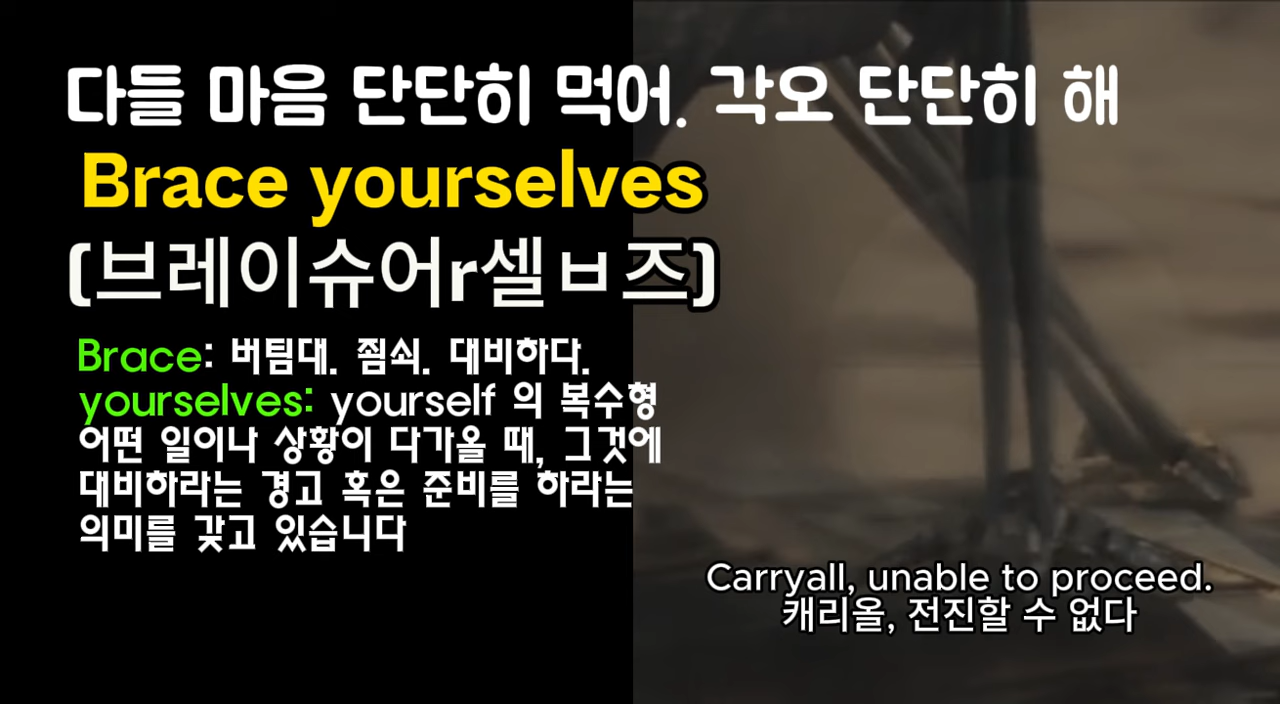 다들 마음 단단히 먹어. 각오 단단히 해
Brace yourselves
(브레이슈어r셀ㅂ즈)
Brace: 버팀대. 죔쇠. 대비하다.
yourselves: yourself 의 복수형
어떤 일이나 상황이 다가올 때, 그것에
대비하라는 경고 혹은 준비를 하라는
의미를 갖고 있습니다
Carryall, unable to proceed.
캐리올, 전진할 수 없다